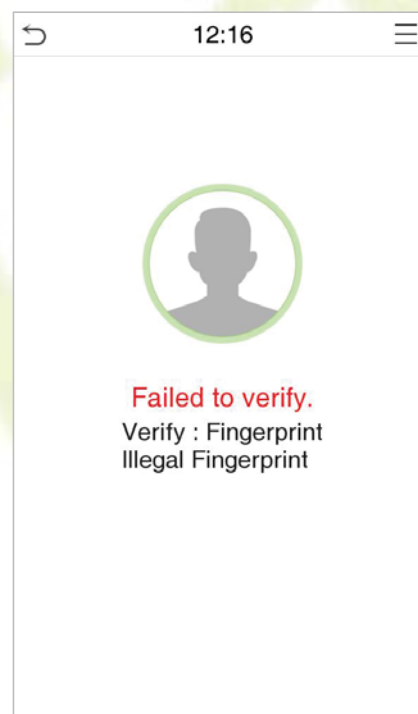 12:16
Failed to verify.
Verify : Fingerprint
Illegal Fingerprint